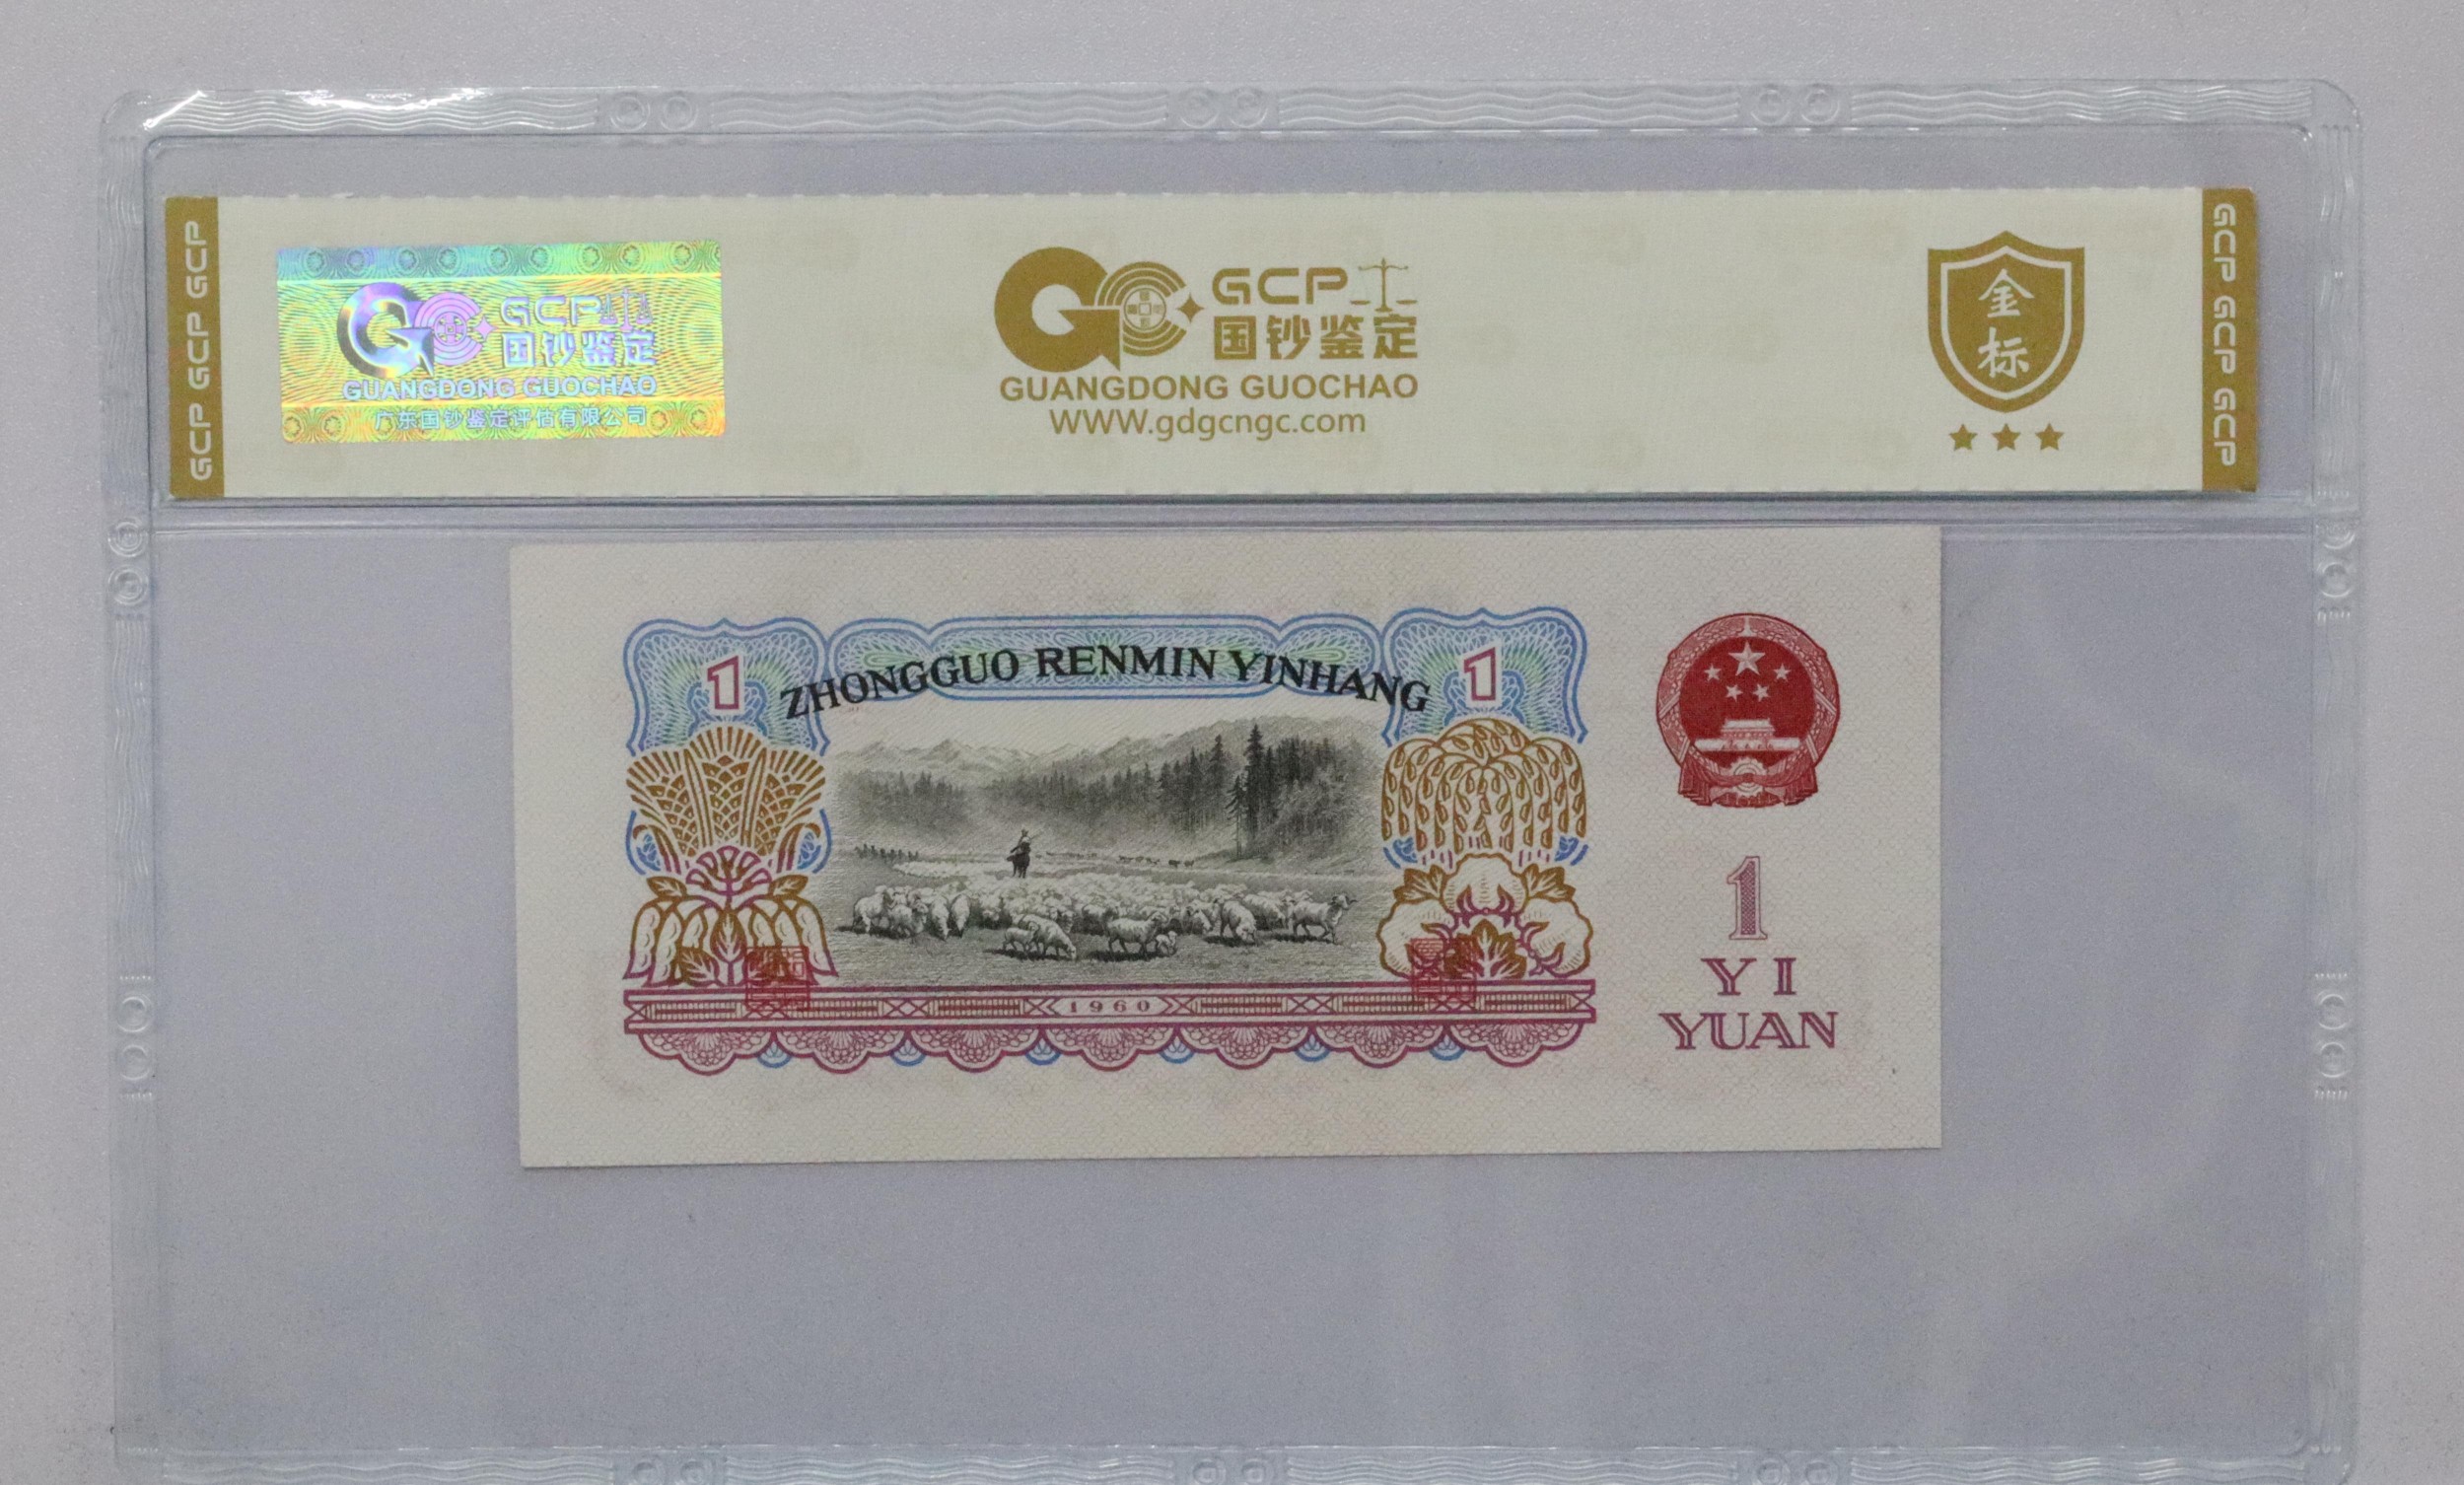 GCP GCP GCP
GCP
国钞鉴定
GUANGDONG GUOCHAO
广东国钞鉴定评估有限公司
GCP
国钞鉴定
GUANGDONG GUOCHAO
WWW.gdgcngc.com
金
标
GCP GCP GCP
1 ZHONGGUO RENMIN YINHANG 1
1960
1
YI
YUAN